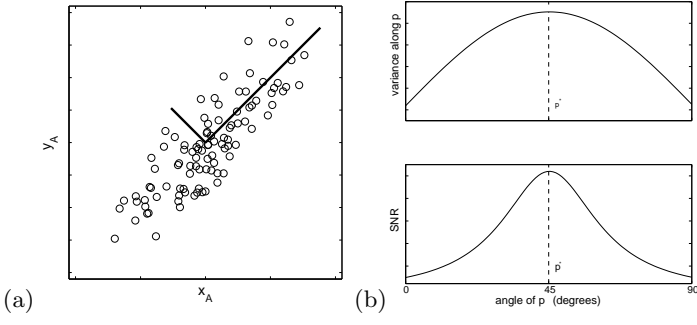 (a)
y_A
x_A
(b)
variance along p
p*
SNR
p*
0
45
90
angle of p (degrees)